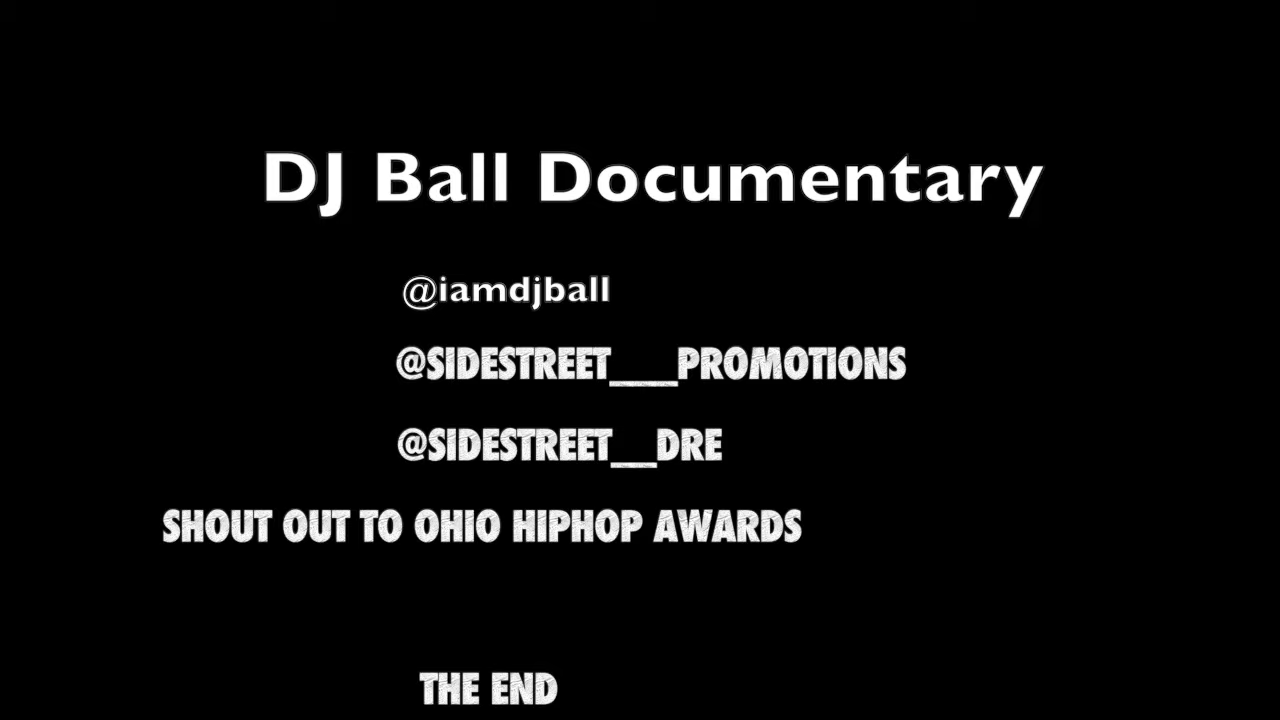 DJ Ball Documentary
@iamdjball
@SIDESTREET___PROMOTIONS
@SIDESTREET__DRE
SHOUT OUT TO OHIO HIPHOP AWARDS
THE END